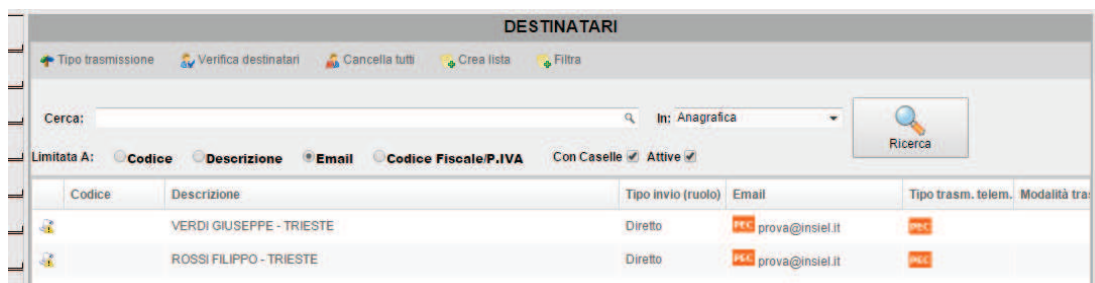 DESTINATARI
Tipo trasmissione Verifica destinatari Cancella tutti Crea lista Filtra
Cerca: In: Anagrafica Ricerca
Limitata A: Codice Descrizione Email Codice Fiscale/P.IVA Con Caselle Attive
Codice Descrizione Tipo invio (ruolo) Email Tipo trasm. telem. Modalità
VERDI GIUSEPPE - TRIESTE Diretto PEC prova@insiel.it PEC
ROSSI FILIPPO - TRIESTE Diretto PEC prova@insiel.it PEC